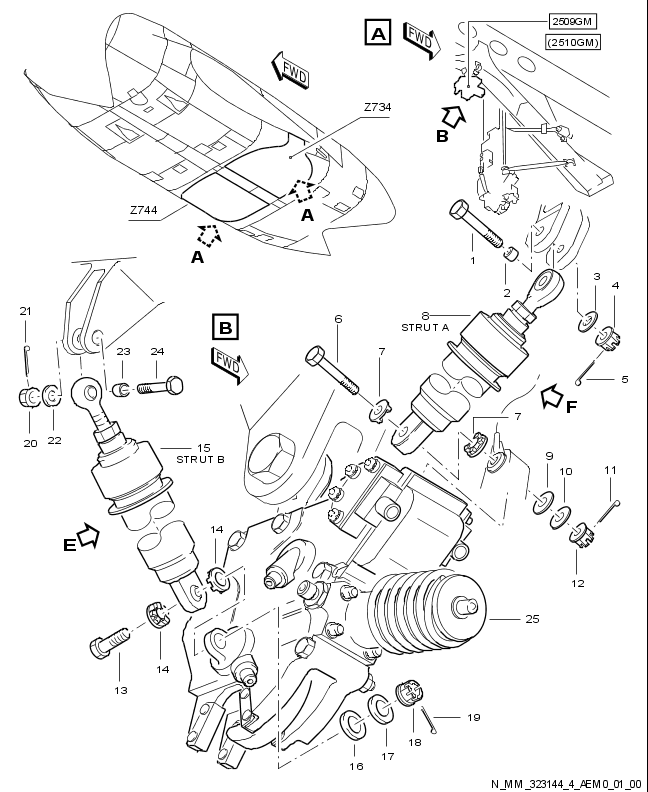 A
FWD
2509GM
(2510GM)
FWD
Z734
B
Z744
A
A
1
2
3
4
5
21
B
FWD
6
7
8
STRUT A
23
24
F
7
20
22
15
STRUT B
9
10
11
E
14
12
25
13
14
19
18
17
16
N_MM_323144_4_AEM0_01_00